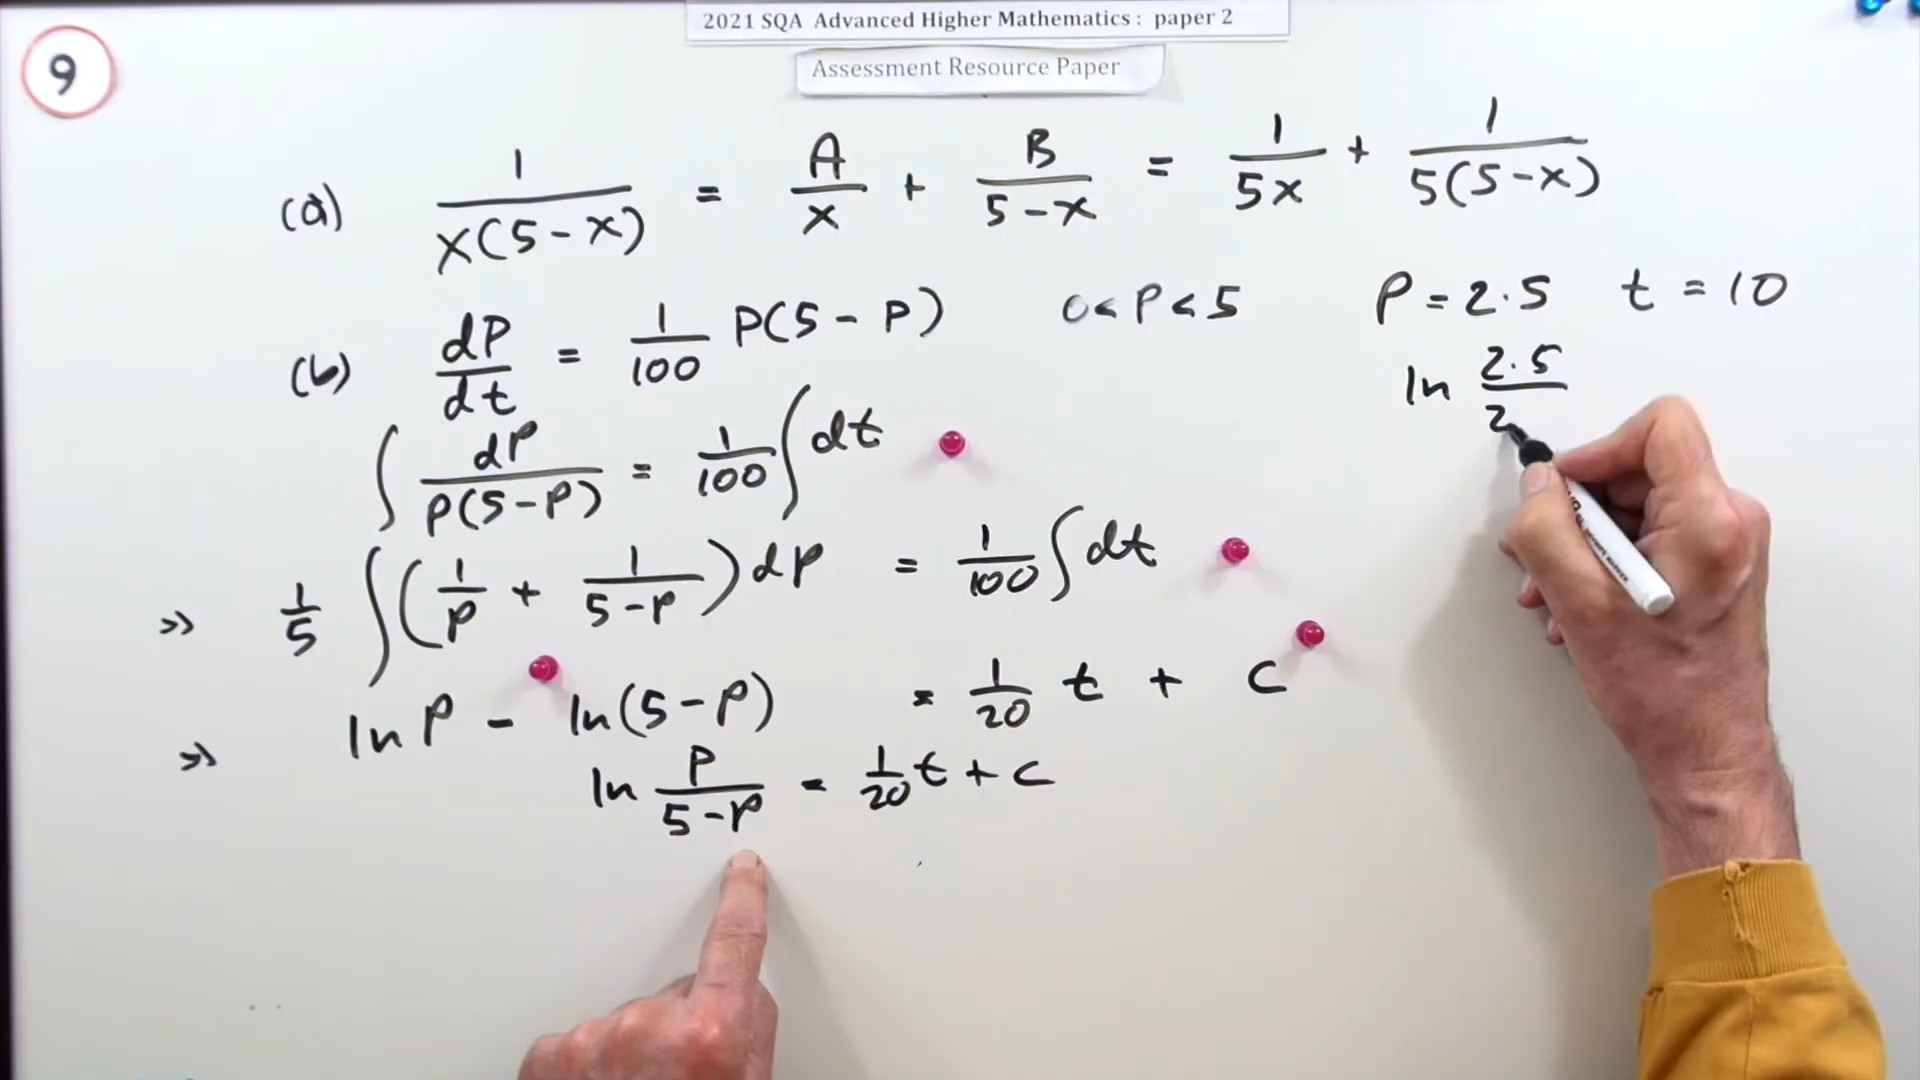 2021 SQA Advanced Higher Mathematics : paper 2
Assessment Resource Paper
9
(a) 1/(x(5-x)) = A/x + B/(5-x) = 1/(5x) + 1/(5(5-x))
(b) dP/dt = 1/100 P(5-P) 0<P<5
∫ dP/(P(5-P)) = 1/100 ∫dt
>> 1/5 ∫(1/P + 1/(5-P))dP = 1/100 ∫dt
>> ln P - ln(5-P) = 1/20 t + c
ln P/(5-P) = 1/20 t + c
P = 2.5 t = 10
ln 2.5/2